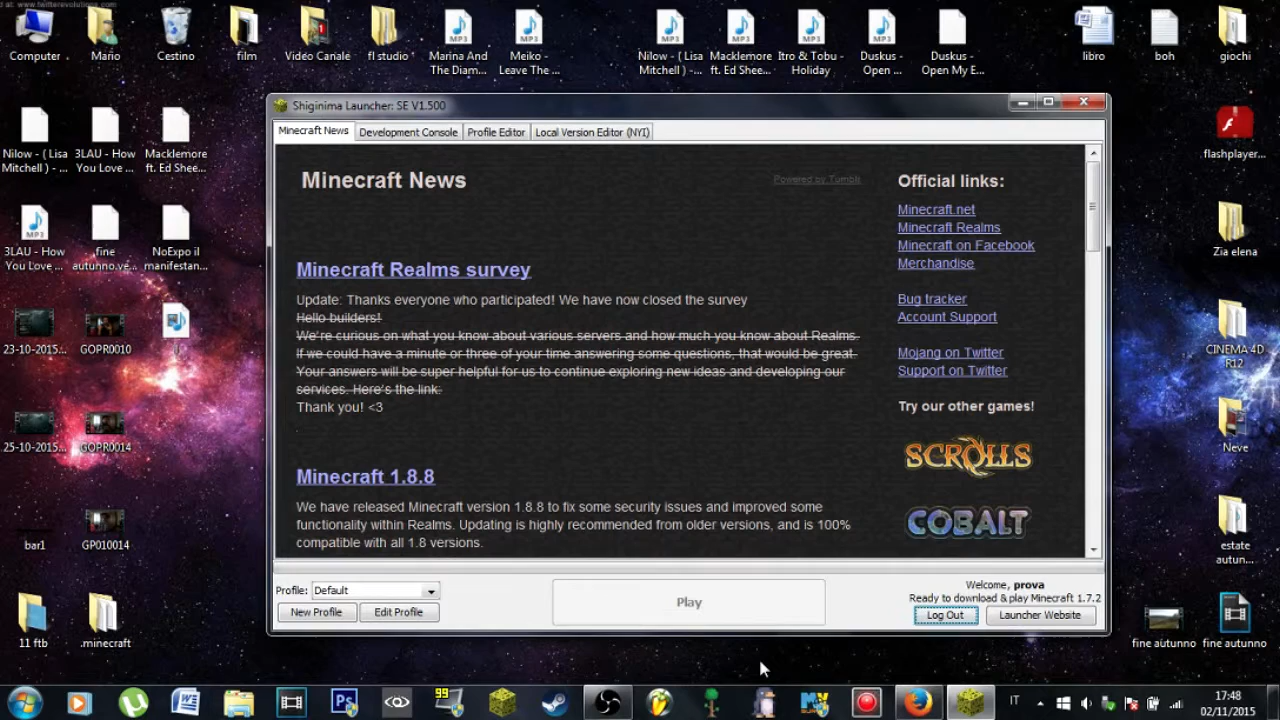 d at: www.twitterevolutions.com
Computer
Mario
Cestino
film
Video Canale
fl studio
Marina And
The Diam...
Meiko -
Leave The ...
Nilow - ( Lisa
Mitchell ) -...
Macklemore
ft. Ed Shee...
Itro & Tobu -
Holiday
Duskus -
Open ...
Duskus -
Open My E...
libro
boh
giochi
Nilow - ( Lisa
Mitchell ) - ...
3LAU - How
You Love ...
Macklemore
ft. Ed Shee...
flashplayer...
3LAU - How
You Love ...
fine
autunno.ve...
NoExpo il
manifestan...
Zia elena
23-10-2015...
GOPR0010
CINEMA 4D
R12
25-10-2015...
GOPR0014
Neve
bar1
GP010014
estate
autun...
11 ftb
.minecraft
fine autunno
fine autunno
Shiginima Launcher: SE V1.500
Minecraft News
Development Console
Profile Editor
Local Version Editor (NYI)
Minecraft News
Powered by Tumblr
Minecraft Realms survey
Update: Thanks everyone who participated! We have now closed the survey
Hello builders!
We're curious on what you know about various servers and how much you know about Realms.
If we could have a minute or three of your time answering some questions, that would be great.
Your answers will be super helpful for us to continue exploring new ideas and developing our
services. Here's the link:
Thank you! <3
Minecraft 1.8.8
We have released Minecraft version 1.8.8 to fix some security issues and improved some
functionality within Realms. Updating is highly recommended from older versions, and is 100%
compatible with all 1.8 versions.
Official links:
Minecraft.net
Minecraft Realms
Minecraft on Facebook
Merchandise
Bug tracker
Account Support
Mojang on Twitter
Support on Twitter
Try our other games!
SCROLLS
COBALT
Profile:
Default
New Profile
Edit Profile
Play
Welcome, prova
Ready to download & play Minecraft 1.7.2
Log Out
Launcher Website
99
IT
17:48
02/11/2015